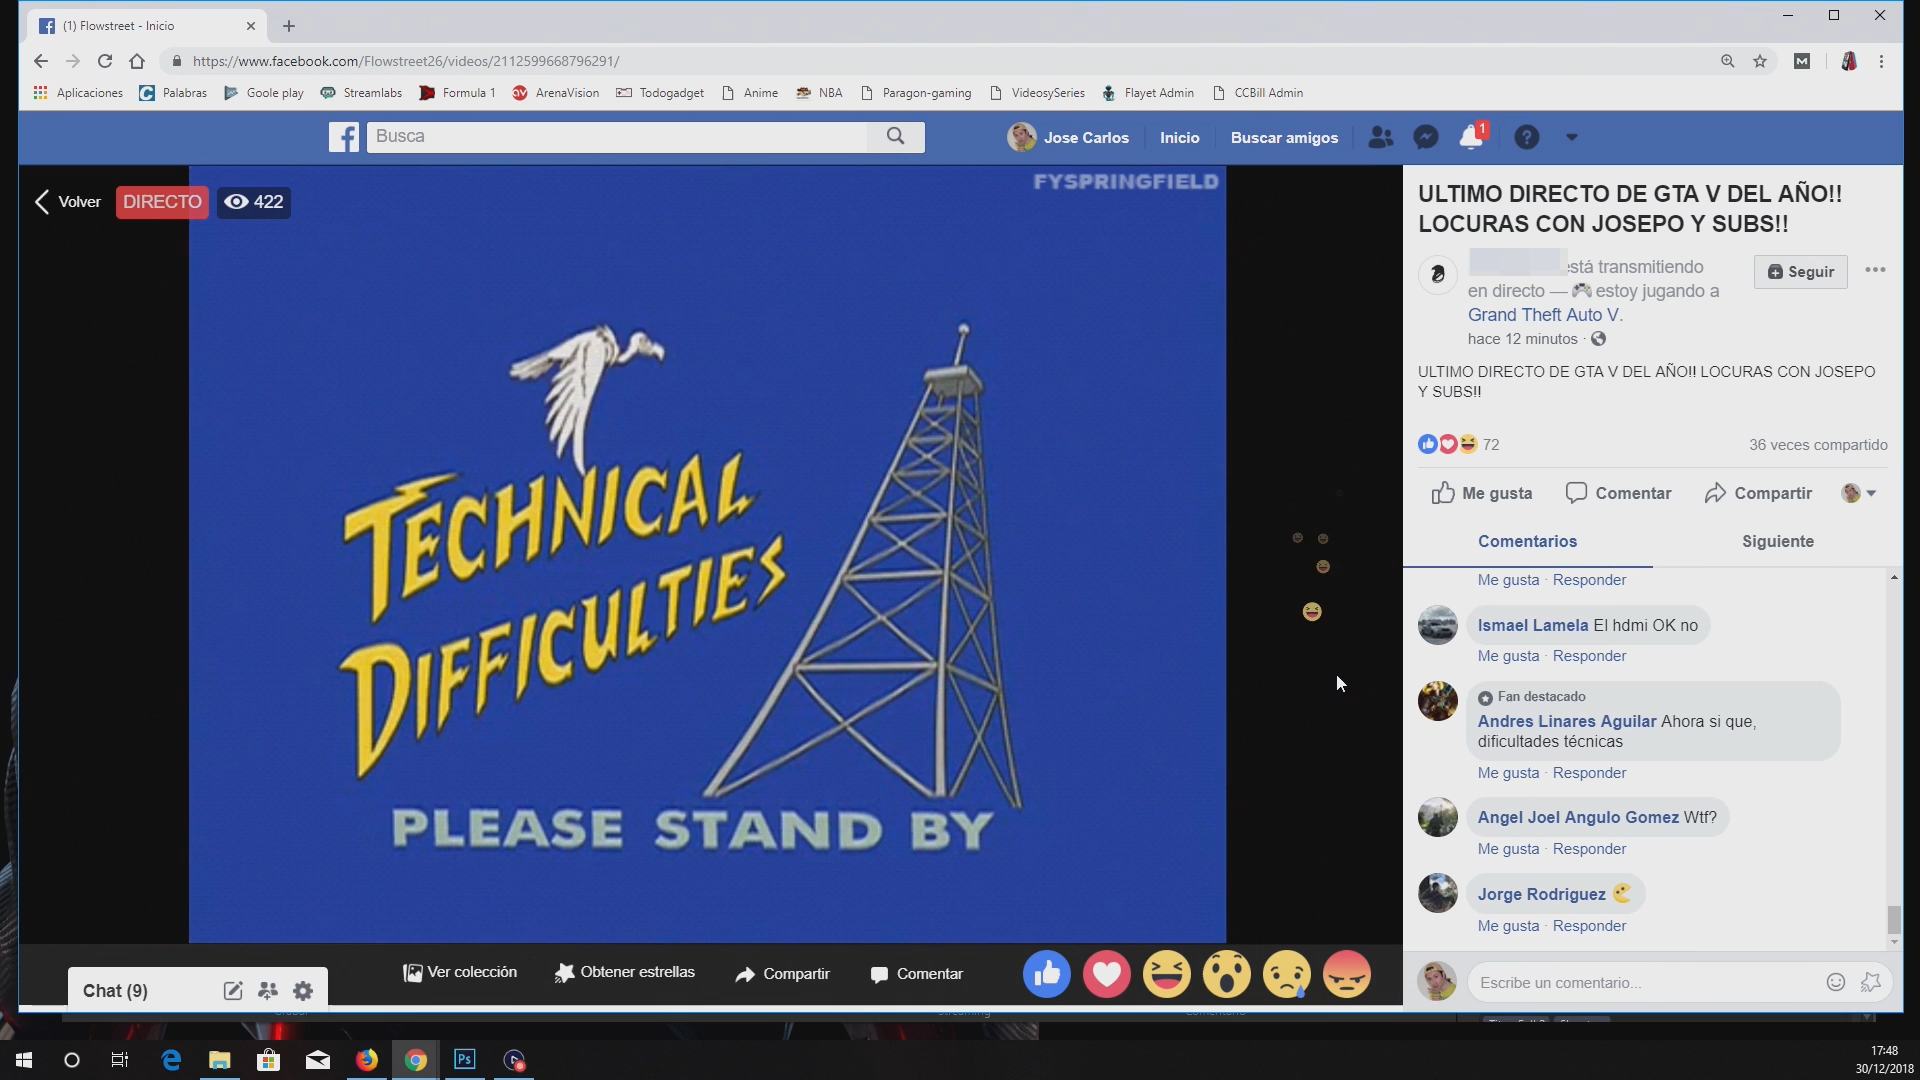 (1) Flowstreet - Inicio
https://www.facebook.com/Flowstreet26/videos/2112599668796291/
Aplicaciones
Palabras
Goole play
Streamlabs
Formula 1
ArenaVision
Todogadget
Anime
NBA
Paragon-gaming
VideosySeries
Flayet Admin
CCBill Admin
Busca
Jose Carlos
Inicio
Buscar amigos
1
Volver
DIRECTO
422
FYSPRINGFIELD
TECHNICAL
DIFFICULTIES
PLEASE STAND BY
ULTIMO DIRECTO DE GTA V DEL AÑO!!
LOCURAS CON JOSEPO Y SUBS!!
está transmitiendo
en directo — estoy jugando a
Grand Theft Auto V.
hace 12 minutos ·
Seguir
ULTIMO DIRECTO DE GTA V DEL AÑO!! LOCURAS CON JOSEPO
Y SUBS!!
72
36 veces compartido
Me gusta
Comentar
Compartir
Comentarios
Siguiente
Me gusta · Responder
Ismael Lamela El hdmi OK no
Me gusta · Responder
Fan destacado
Andres Linares Aguilar Ahora si que,
dificultades técnicas
Me gusta · Responder
Angel Joel Angulo Gomez Wtf?
Me gusta · Responder
Jorge Rodriguez
Me gusta · Responder
Escribe un comentario...
Chat (9)
Ver colección
Obtener estrellas
Compartir
Comentar
Ps
17:48
30/12/2018